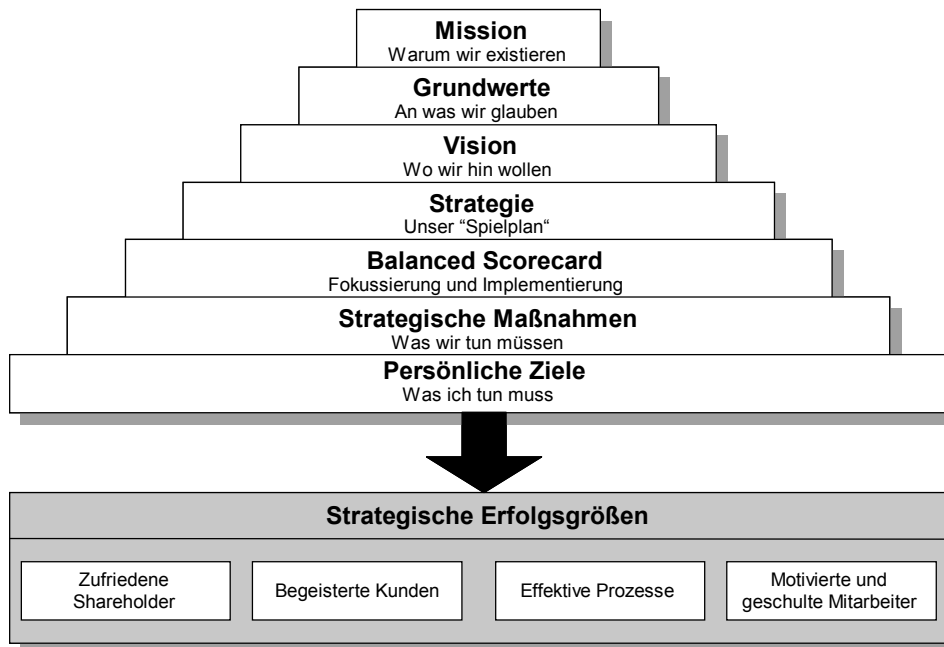 Mission
Warum wir existieren
Grundwerte
An was wir glauben
Vision
Wo wir hin wollen
Strategie
Unser “Spielplan“
Balanced Scorecard
Fokussierung und Implementierung
Strategische Maßnahmen
Was wir tun müssen
Persönliche Ziele
Was ich tun muss
Strategische Erfolgsgrößen
Zufriedene
Shareholder
Begeisterte Kunden
Effektive Prozesse
Motivierte und
geschulte Mitarbeiter